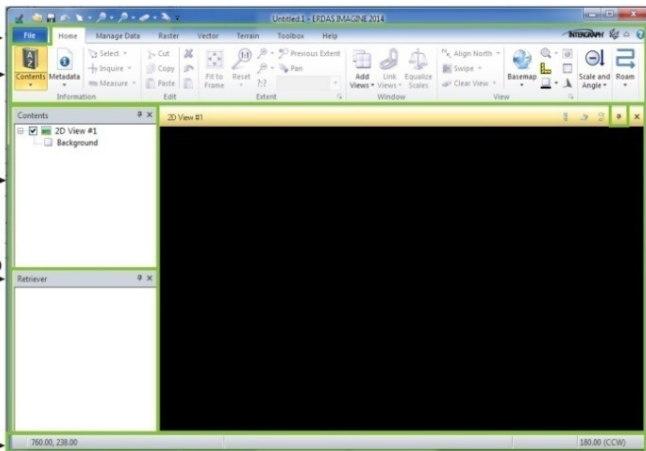 Untitled:1 - ERDAS IMAGINE 2014
File Home Manage Data Raster Vector Terrain Toolbox Help INTERGRAPH
Contents Metadata Select Inquire Measure
Cut Copy Paste
Fit to Frame Reset 1:1 Previous Extent Pan
Add Views Link Views Equalize Scales
Align North Swipe Clear View Basemap
Scale and Angle Roam
Information Edit Extent Window View
Contents
2D View #1
Background
2D View #1
Retriever
760.00, 238.00
180.00 (CCW)